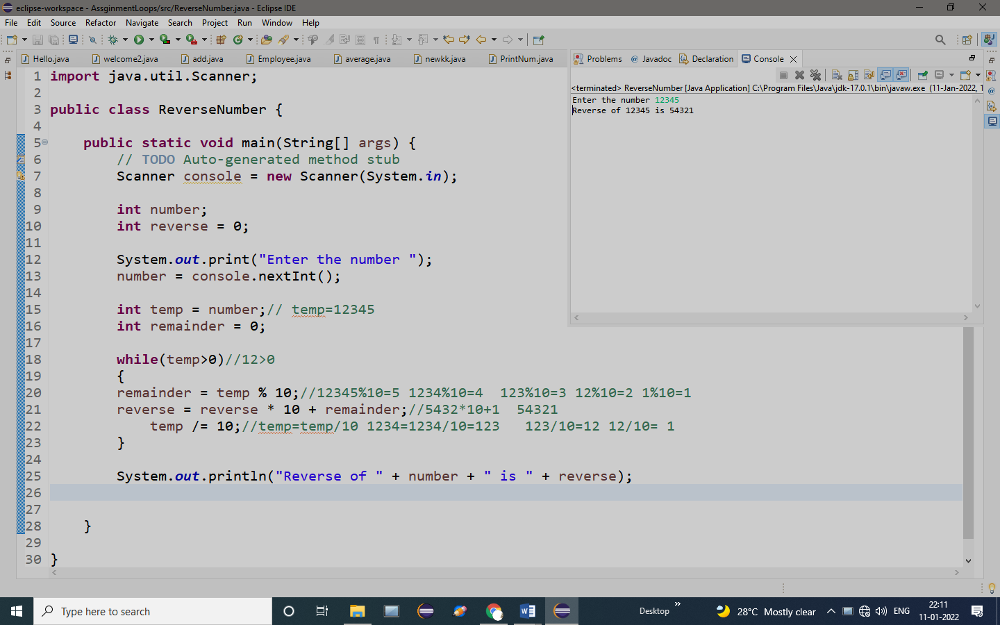 eclipse-workspace - AssginmentLoops/src/ReverseNumber.java - Eclipse IDE
File Edit Source Refactor Navigate Search Project Run Window Help
Hello.java welcome2.java add.java Employee.java average.java newkk.java PrintNum.java
1 import java.util.Scanner;
2
3 public class ReverseNumber {
4
5 public static void main(String[] args) {
6 // TODO Auto-generated method stub
7 Scanner console = new Scanner(System.in);
8
9 int number;
10 int reverse = 0;
11
12 System.out.print("Enter the number ");
13 number = console.nextInt();
14
15 int temp = number;// temp=12345
16 int remainder = 0;
17
18 while(temp>0)//12>0
19 {
20 remainder = temp % 10;//12345%10=5 1234%10=4  123%10=3 12%10=2 1%10=1
21 reverse = reverse * 10 + remainder;//5432*10+1  54321
22 temp /= 10;//temp=temp/10 1234=1234/10=123   123/10=12 12/10= 1
23 }
24
25 System.out.println("Reverse of " + number + " is " + reverse);
26
27
28 }
29
30 }
Problems @ Javadoc Declaration Console
<terminated> ReverseNumber [Java Application] C:\Program Files\Java\jdk-17.0.1\bin\javaw.exe (11-Jan-2022, 1
Enter the number 12345
Reverse of 12345 is 54321
Type here to search
Desktop
28°C Mostly clear
ENG
22:11
11-01-2022